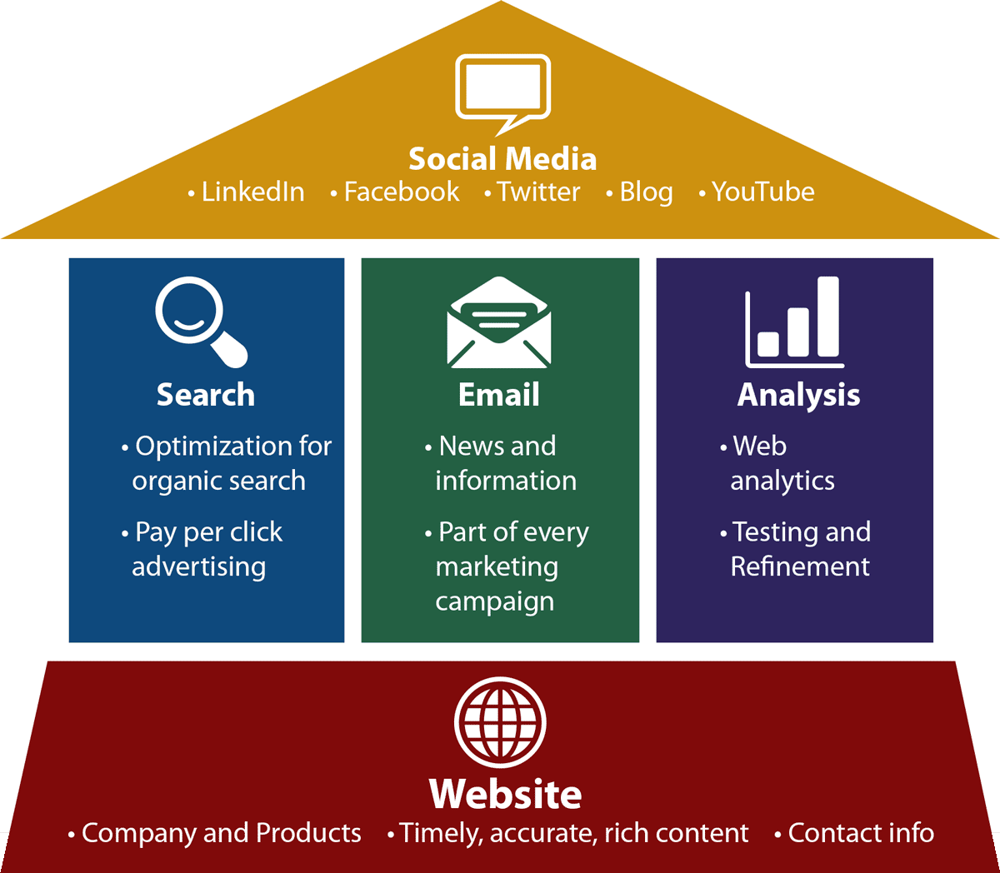 Social Media
• LinkedIn • Facebook • Twitter • Blog • YouTube
Search
• Optimization for
organic search
• Pay per click
advertising
Email
• News and
information
• Part of every
marketing
campaign
Analysis
• Web
analytics
• Testing and
Refinement
Website
• Company and Products • Timely, accurate, rich content • Contact info